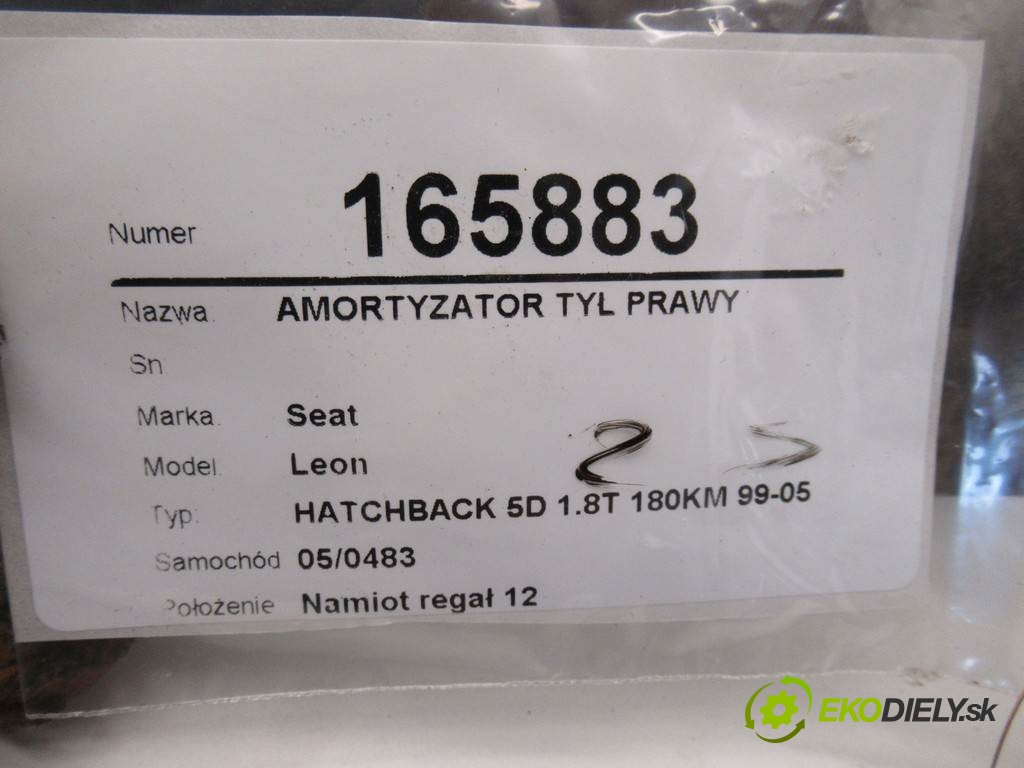 Numer 165883
Nazwa: AMORTYZATOR TYŁ PRAWY
Sn
Marka: Seat
Model: Leon
Typ: HATCHBACK 5D 1.8T 180KM 99-05
Samochód 05/0483
Położenie Namiot regał 12
EKODIELY.sk